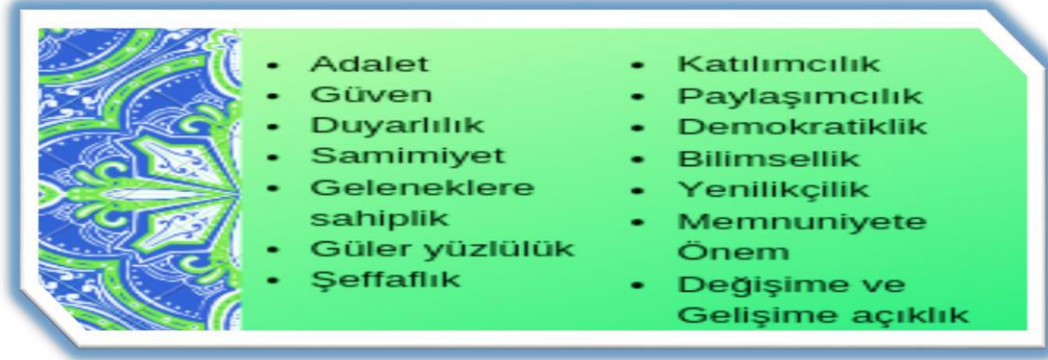 • Adalet
• Güven
• Duyarlılık
• Samimiyet
• Geleneklere
sahiplik
• Güler yüzlülük
• Şeffaflık
• Katılımcılık
• Paylaşımcılık
• Demokratiklik
• Bilimsellik
• Yenilikçilik
• Memnuniyete
Önem
• Değişime ve
Gelişime açıklık